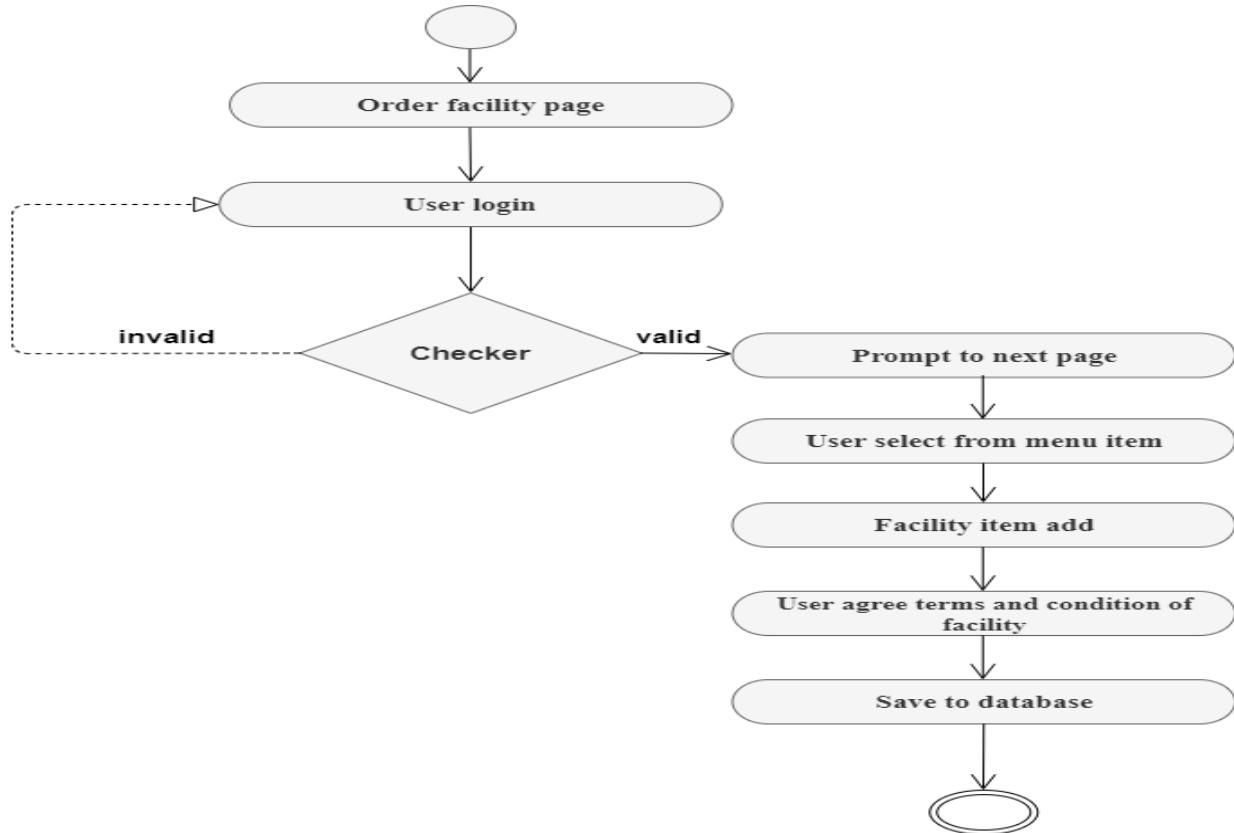 Order facility page
User login
invalid
Checker
valid
Prompt to next page
User select from menu item
Facility item add
User agree terms and condition of
facility
Save to database